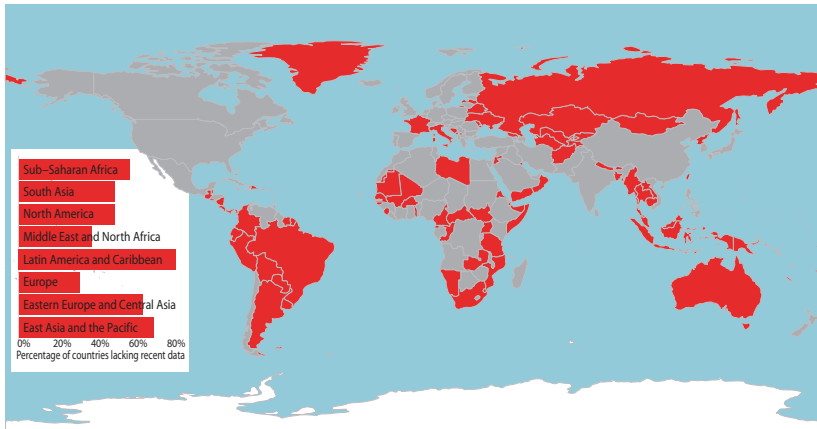 Sub–Saharan Africa
South Asia
North America
Middle East and North Africa
Latin America and Caribbean
Europe
Eastern Europe and Central Asia
East Asia and the Pacific
0% 20% 40% 60% 80%
Percentage of countries lacking recent data